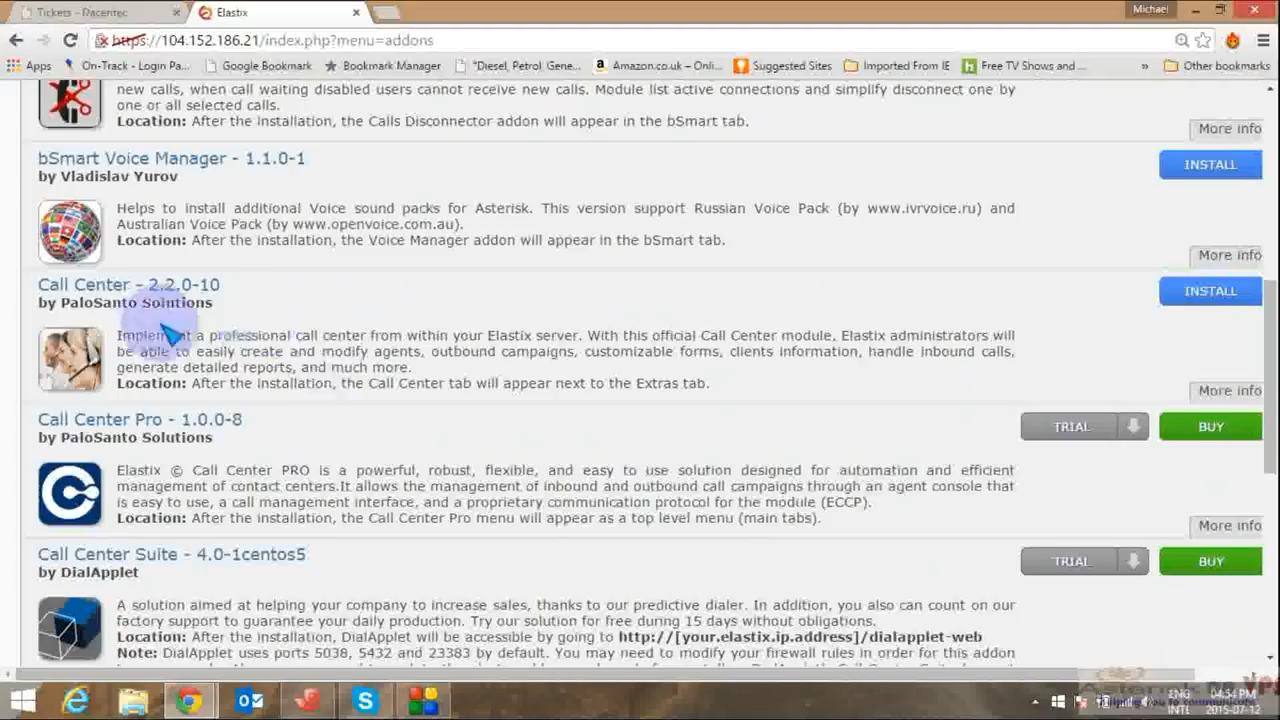 Tickets - Dacentec
Elastix
Michael
https://104.152.186.21/index.php?menu=addons
Apps
On-Track - Login Pa...
Google Bookmark
Bookmark Manager
"Diesel, Petrol, Gene...
Amazon.co.uk – Onli...
Suggested Sites
Imported From IE
Free TV Shows and ...
»
Other bookmarks
new calls, when call waiting disabled users cannot receive new calls. Module list active connections and simplify disconnect one by
one or all selected calls.
Location: After the installation, the Calls Disconnector addon will appear in the bSmart tab.
More info
bSmart Voice Manager - 1.1.0-1
INSTALL
by Vladislav Yurov
Helps to install additional Voice sound packs for Asterisk. This version support Russian Voice Pack (by www.ivrvoice.ru) and
Australian Voice Pack (by www.openvoice.com.au).
Location: After the installation, the Voice Manager addon will appear in the bSmart tab.
More info
Call Center - 2.2.0-10
INSTALL
by PaloSanto Solutions
Implement a professional call center from within your Elastix server. With this official Call Center module, Elastix administrators will
be able to easily create and modify agents, outbound campaigns, customizable forms, clients information, handle inbound calls,
generate detailed reports, and much more.
Location: After the installation, the Call Center tab will appear next to the Extras tab.
More info
Call Center Pro - 1.0.0-8
TRIAL
BUY
by PaloSanto Solutions
Elastix © Call Center PRO is a powerful, robust, flexible, and easy to use solution designed for automation and efficient
management of contact centers.It allows the management of inbound and outbound call campaigns through an agent console that
is easy to use, a call management interface, and a proprietary communication protocol for the module (ECCP).
Location: After the installation, the Call Center Pro menu will appear as a top level menu (main tabs).
More info
Call Center Suite - 4.0-1centos5
TRIAL
BUY
by DialApplet
A solution aimed at helping your company to increase sales, thanks to our predictive dialer. In addition, you also can count on our
factory support to guarantee your daily production. Try our solution for free during 15 days without obligations.
Location: After the installation, DialApplet will be accessible by going to http://[your.elastix.ip.address]/dialapplet-web
Note: DialApplet uses ports 5038, 5432 and 23383 by default. You may need to modify your firewall rules in order for this addon
ENG
INTL
04:54 PM
2015-07-12